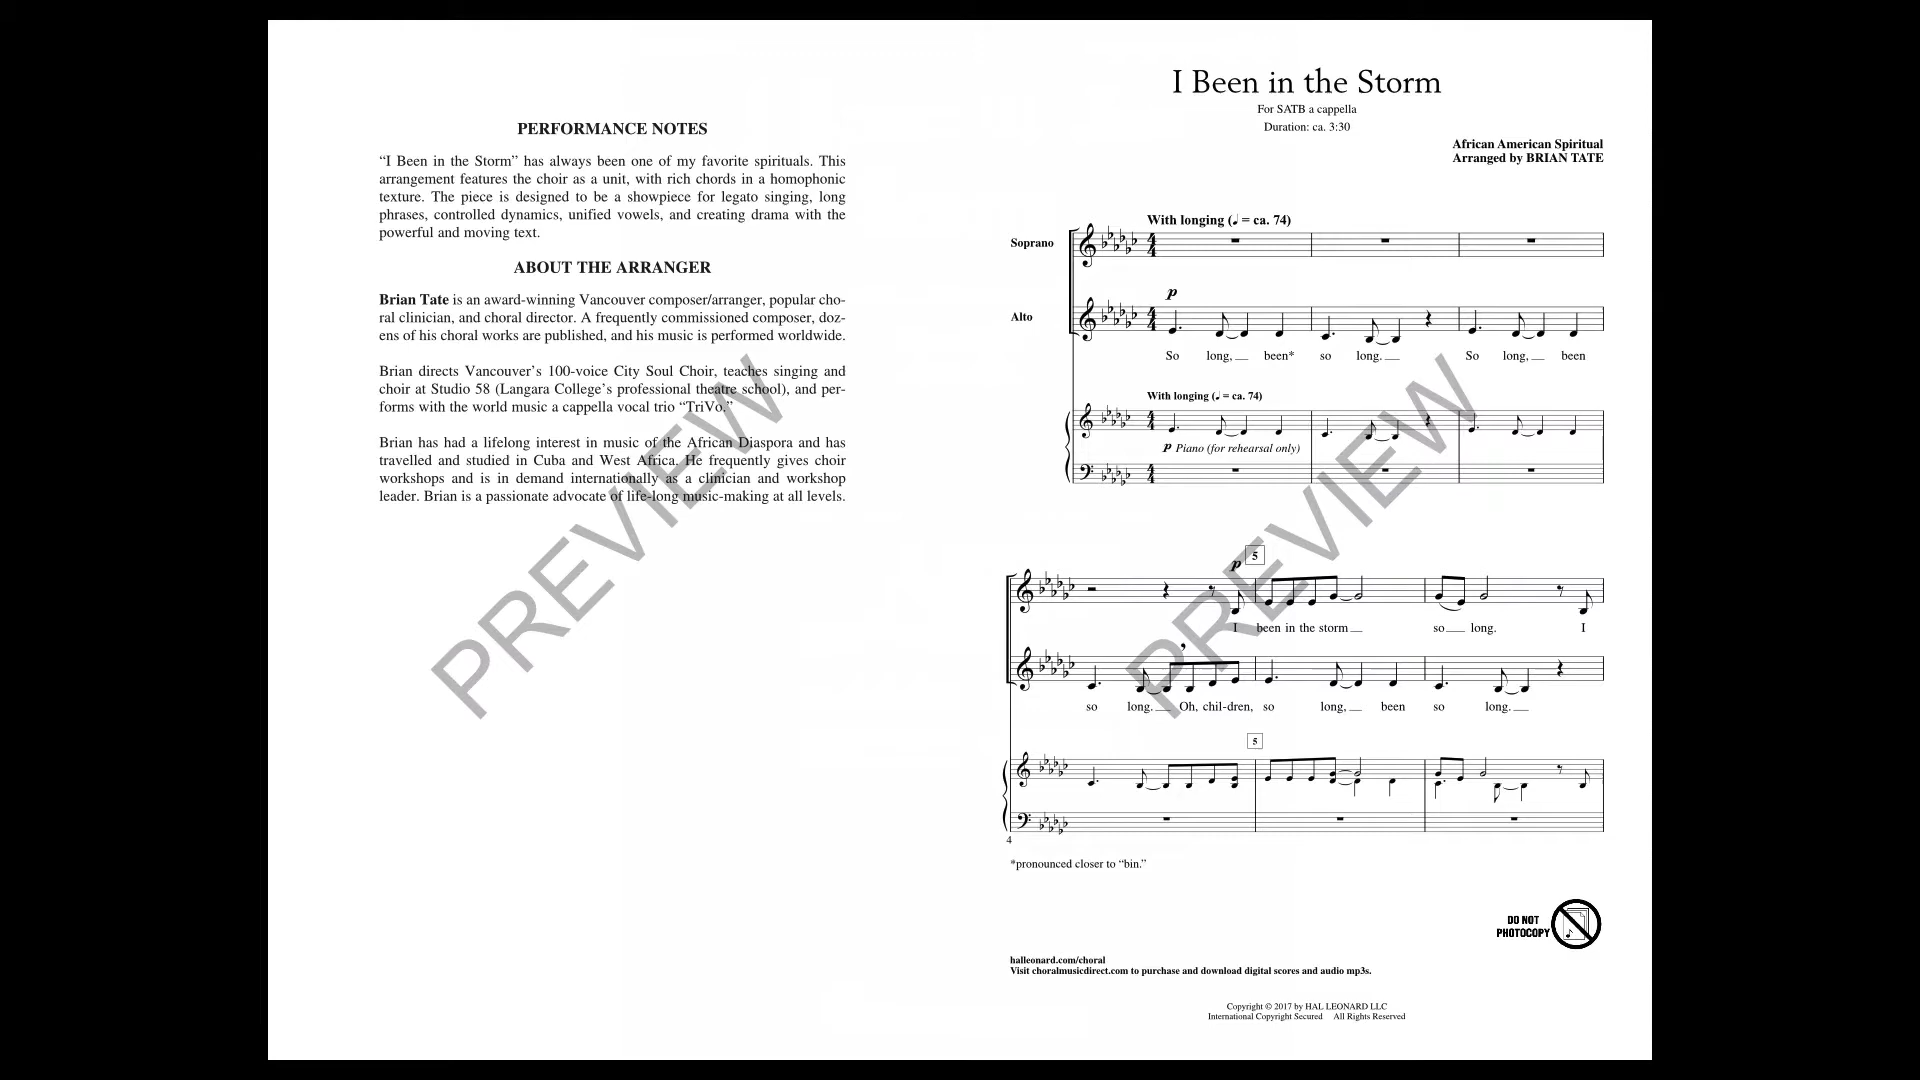 PERFORMANCE NOTES
“I Been in the Storm” has always been one of my favorite spirituals. This
arrangement features the choir as a unit, with rich chords in a homophonic
texture. The piece is designed to be a showpiece for legato singing, long
phrases, controlled dynamics, unified vowels, and creating drama with the
powerful and moving text.
ABOUT THE ARRANGER
Brian Tate is an award-winning Vancouver composer/arranger, popular cho-
ral clinician, and choral director. A frequently commissioned composer, doz-
ens of his choral works are published, and his music is performed worldwide.
Brian directs Vancouver’s 100-voice City Soul Choir, teaches singing and
choir at Studio 58 (Langara College’s professional theatre school), and per-
forms with the world music a cappella vocal trio “TriVo.”
Brian has had a lifelong interest in music of the African Diaspora and has
travelled and studied in Cuba and West Africa. He frequently gives choir
workshops and is in demand internationally as a clinician and workshop
leader. Brian is a passionate advocate of life-long music-making at all levels.
PREVIEW
I Been in the Storm
For SATB a cappella
Duration: ca. 3:30
African American Spiritual
Arranged by BRIAN TATE
With longing (♩ = ca. 74)
Soprano
p
Alto
So long, __ been* so long. __ So long, __ been
With longing (♩ = ca. 74)
p Piano (for rehearsal only)
p 5
I been in the storm __ so __ long. I
so long. __ Oh, chil-dren, so long, __ been so long. __
5
4
*pronounced closer to “bin.”
PREVIEW
DO NOT
PHOTOCOPY
halleonard.com/choral
Visit choralmusicdirect.com to purchase and download digital scores and audio mp3s.
Copyright © 2017 by HAL LEONARD LLC
International Copyright Secured All Rights Reserved